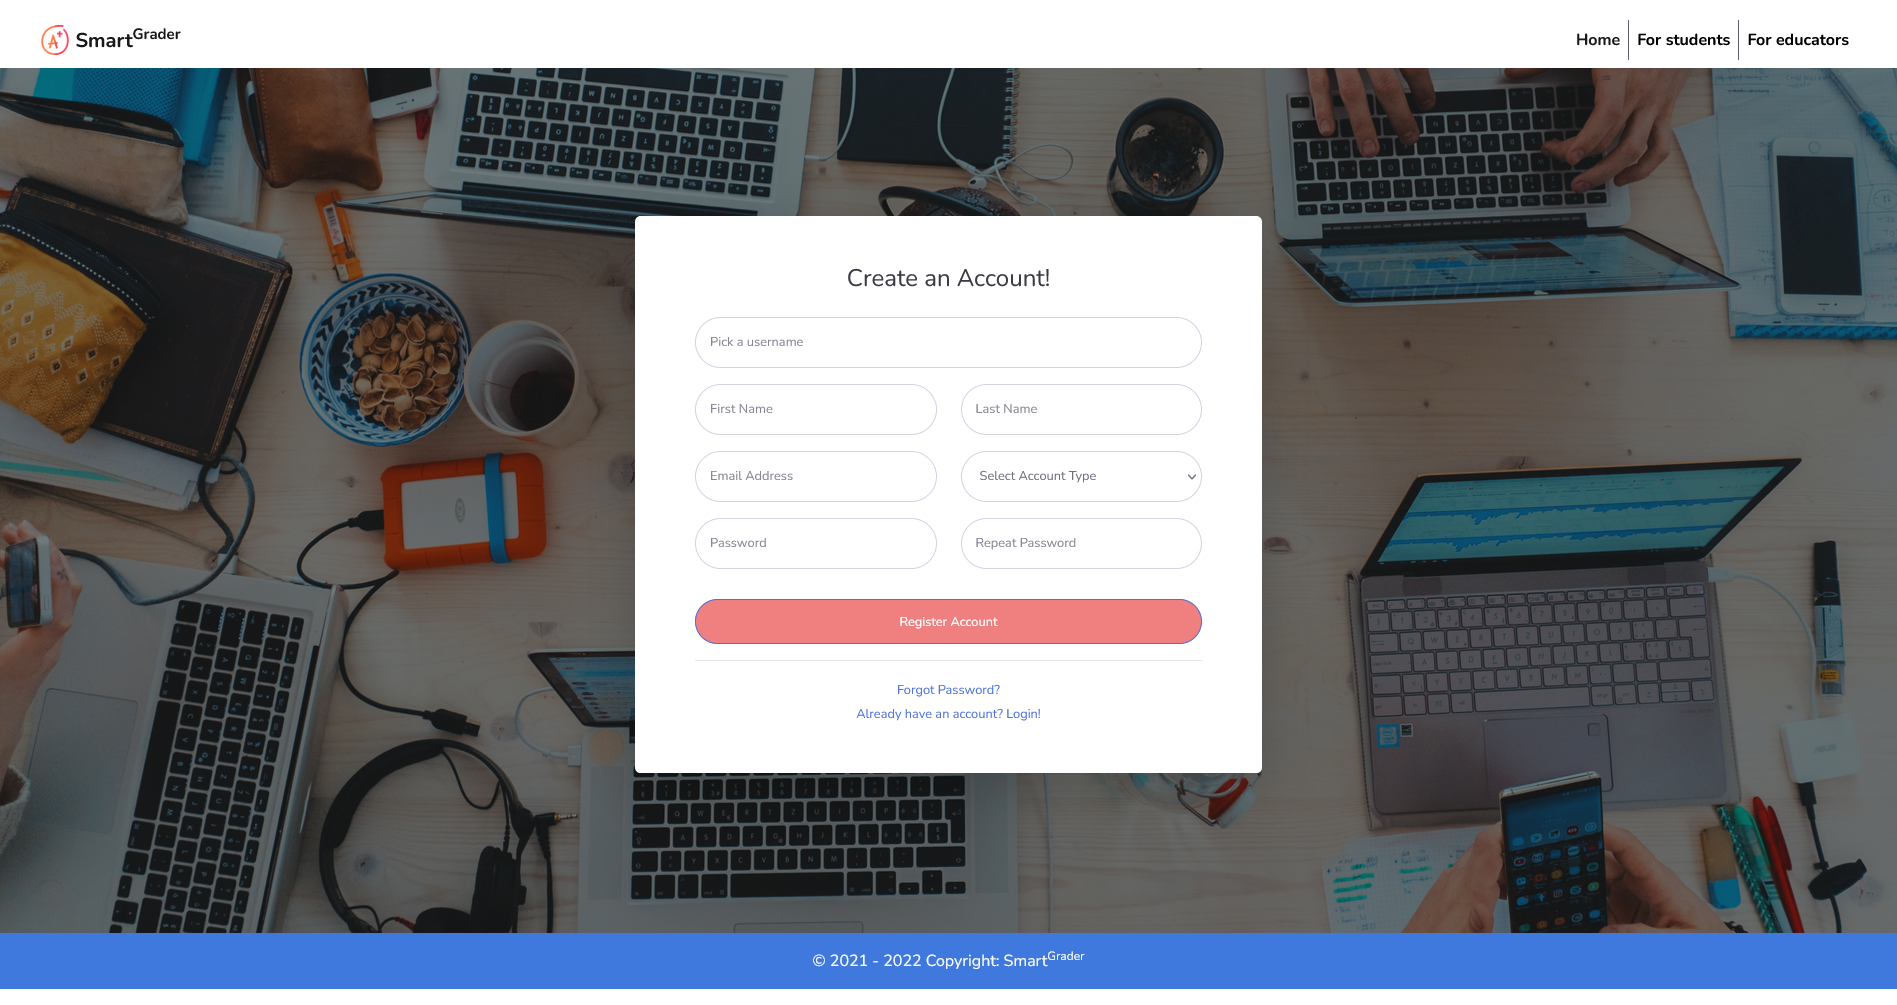 SmartGrader
Home
For students
For educators
Create an Account!
Pick a username
First Name
Last Name
Email Address
Select Account Type
Password
Repeat Password
Register Account
Forgot Password?
Already have an account? Login!
© 2021 - 2022 Copyright: SmartGrader